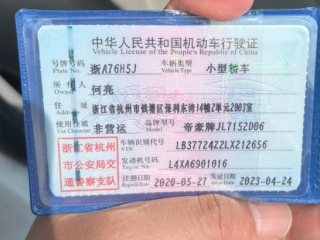 中华人民共和国机动车行驶证
Vehicle License of the People's Republic of China
号牌号码 浙A76H5J 车辆类型 小型轿车
Plate No. Vehicle Type
所有人 何亮
Owner
住址 浙江省杭州市钱塘区保利东湾14幢2单元2003室
Address
使用性质 非营运 品牌型号 帝豪牌JL7152D06
Use Character Model
浙江省杭州 车辆识别代号 LB37724Z2LX212656
VIN
市公安局交 发动机号码 L4XA6901016
Engine No.
通警察支队 注册日期 2020-05-27 发证日期 2023-04-24
Register Date Issue Date